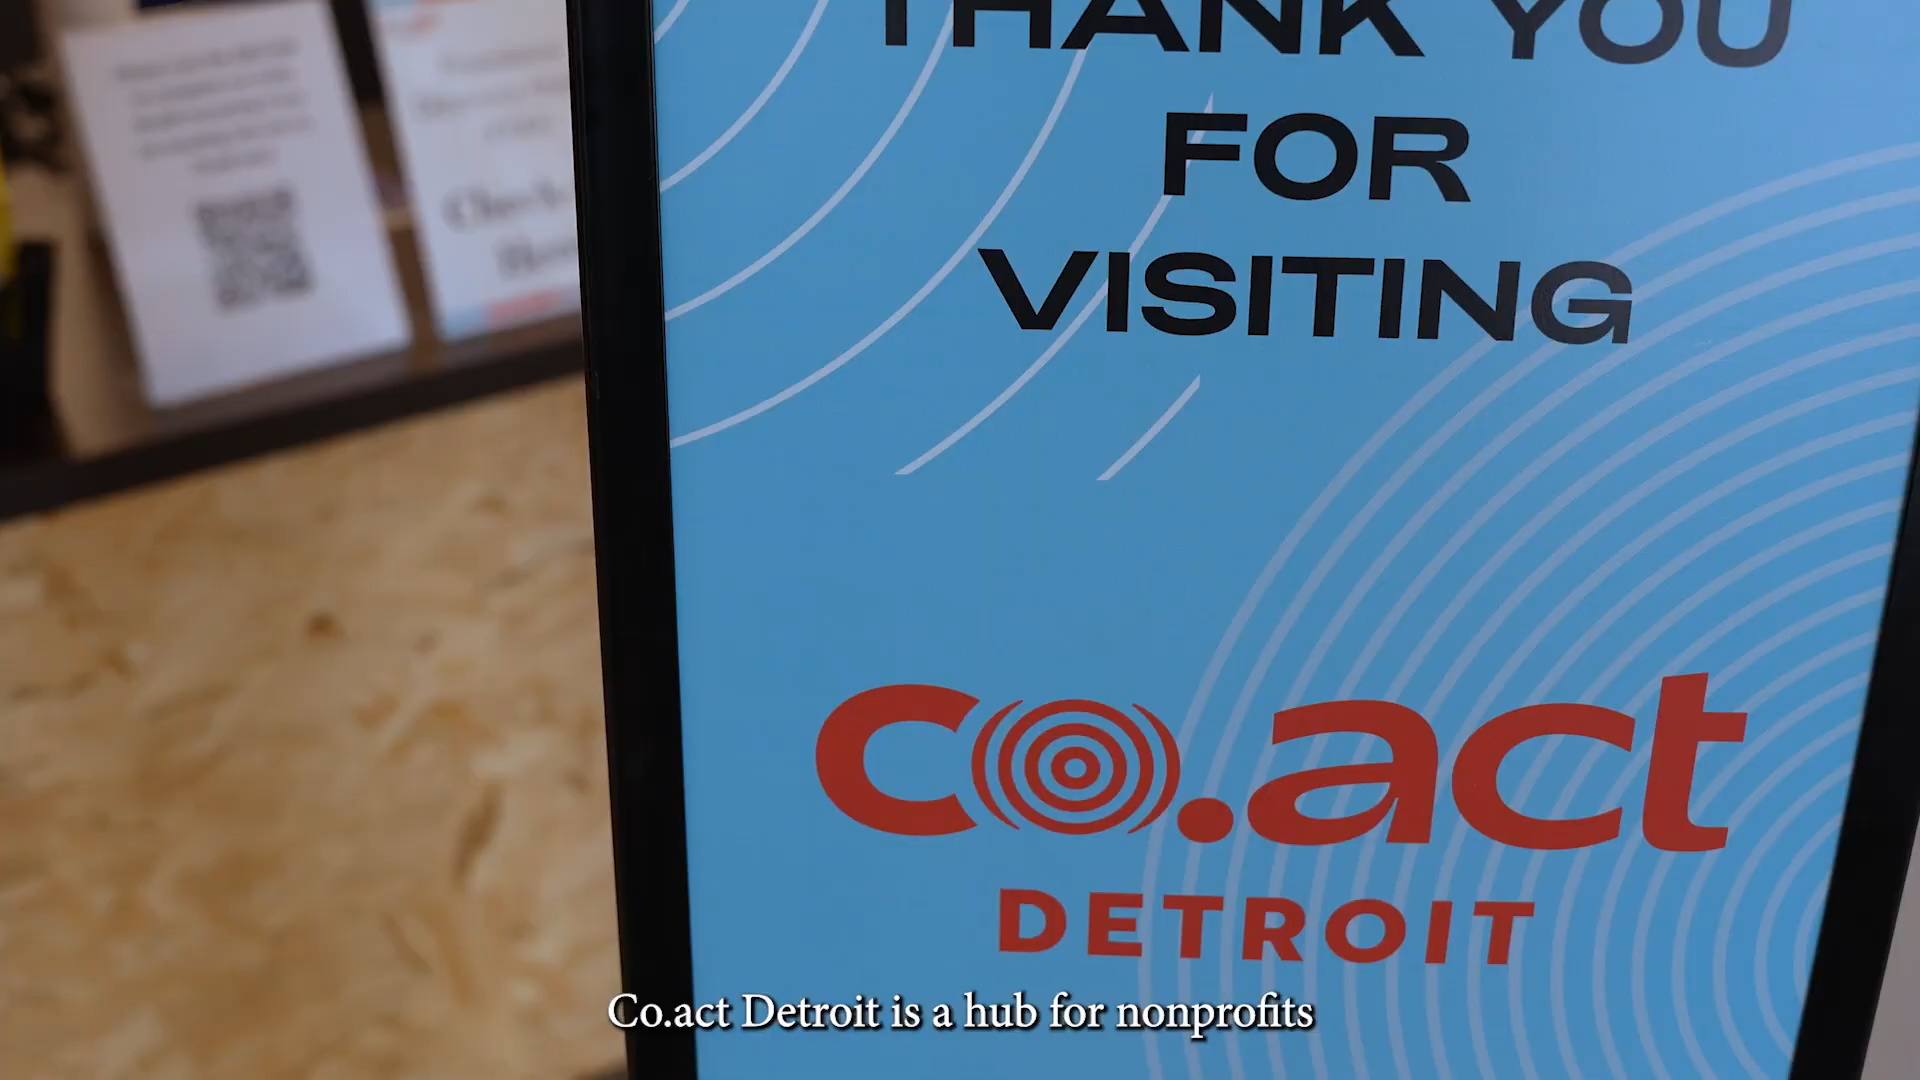 THANK YOU
FOR
VISITING
co.act
DETROIT
Co.act Detroit is a hub for nonprofits